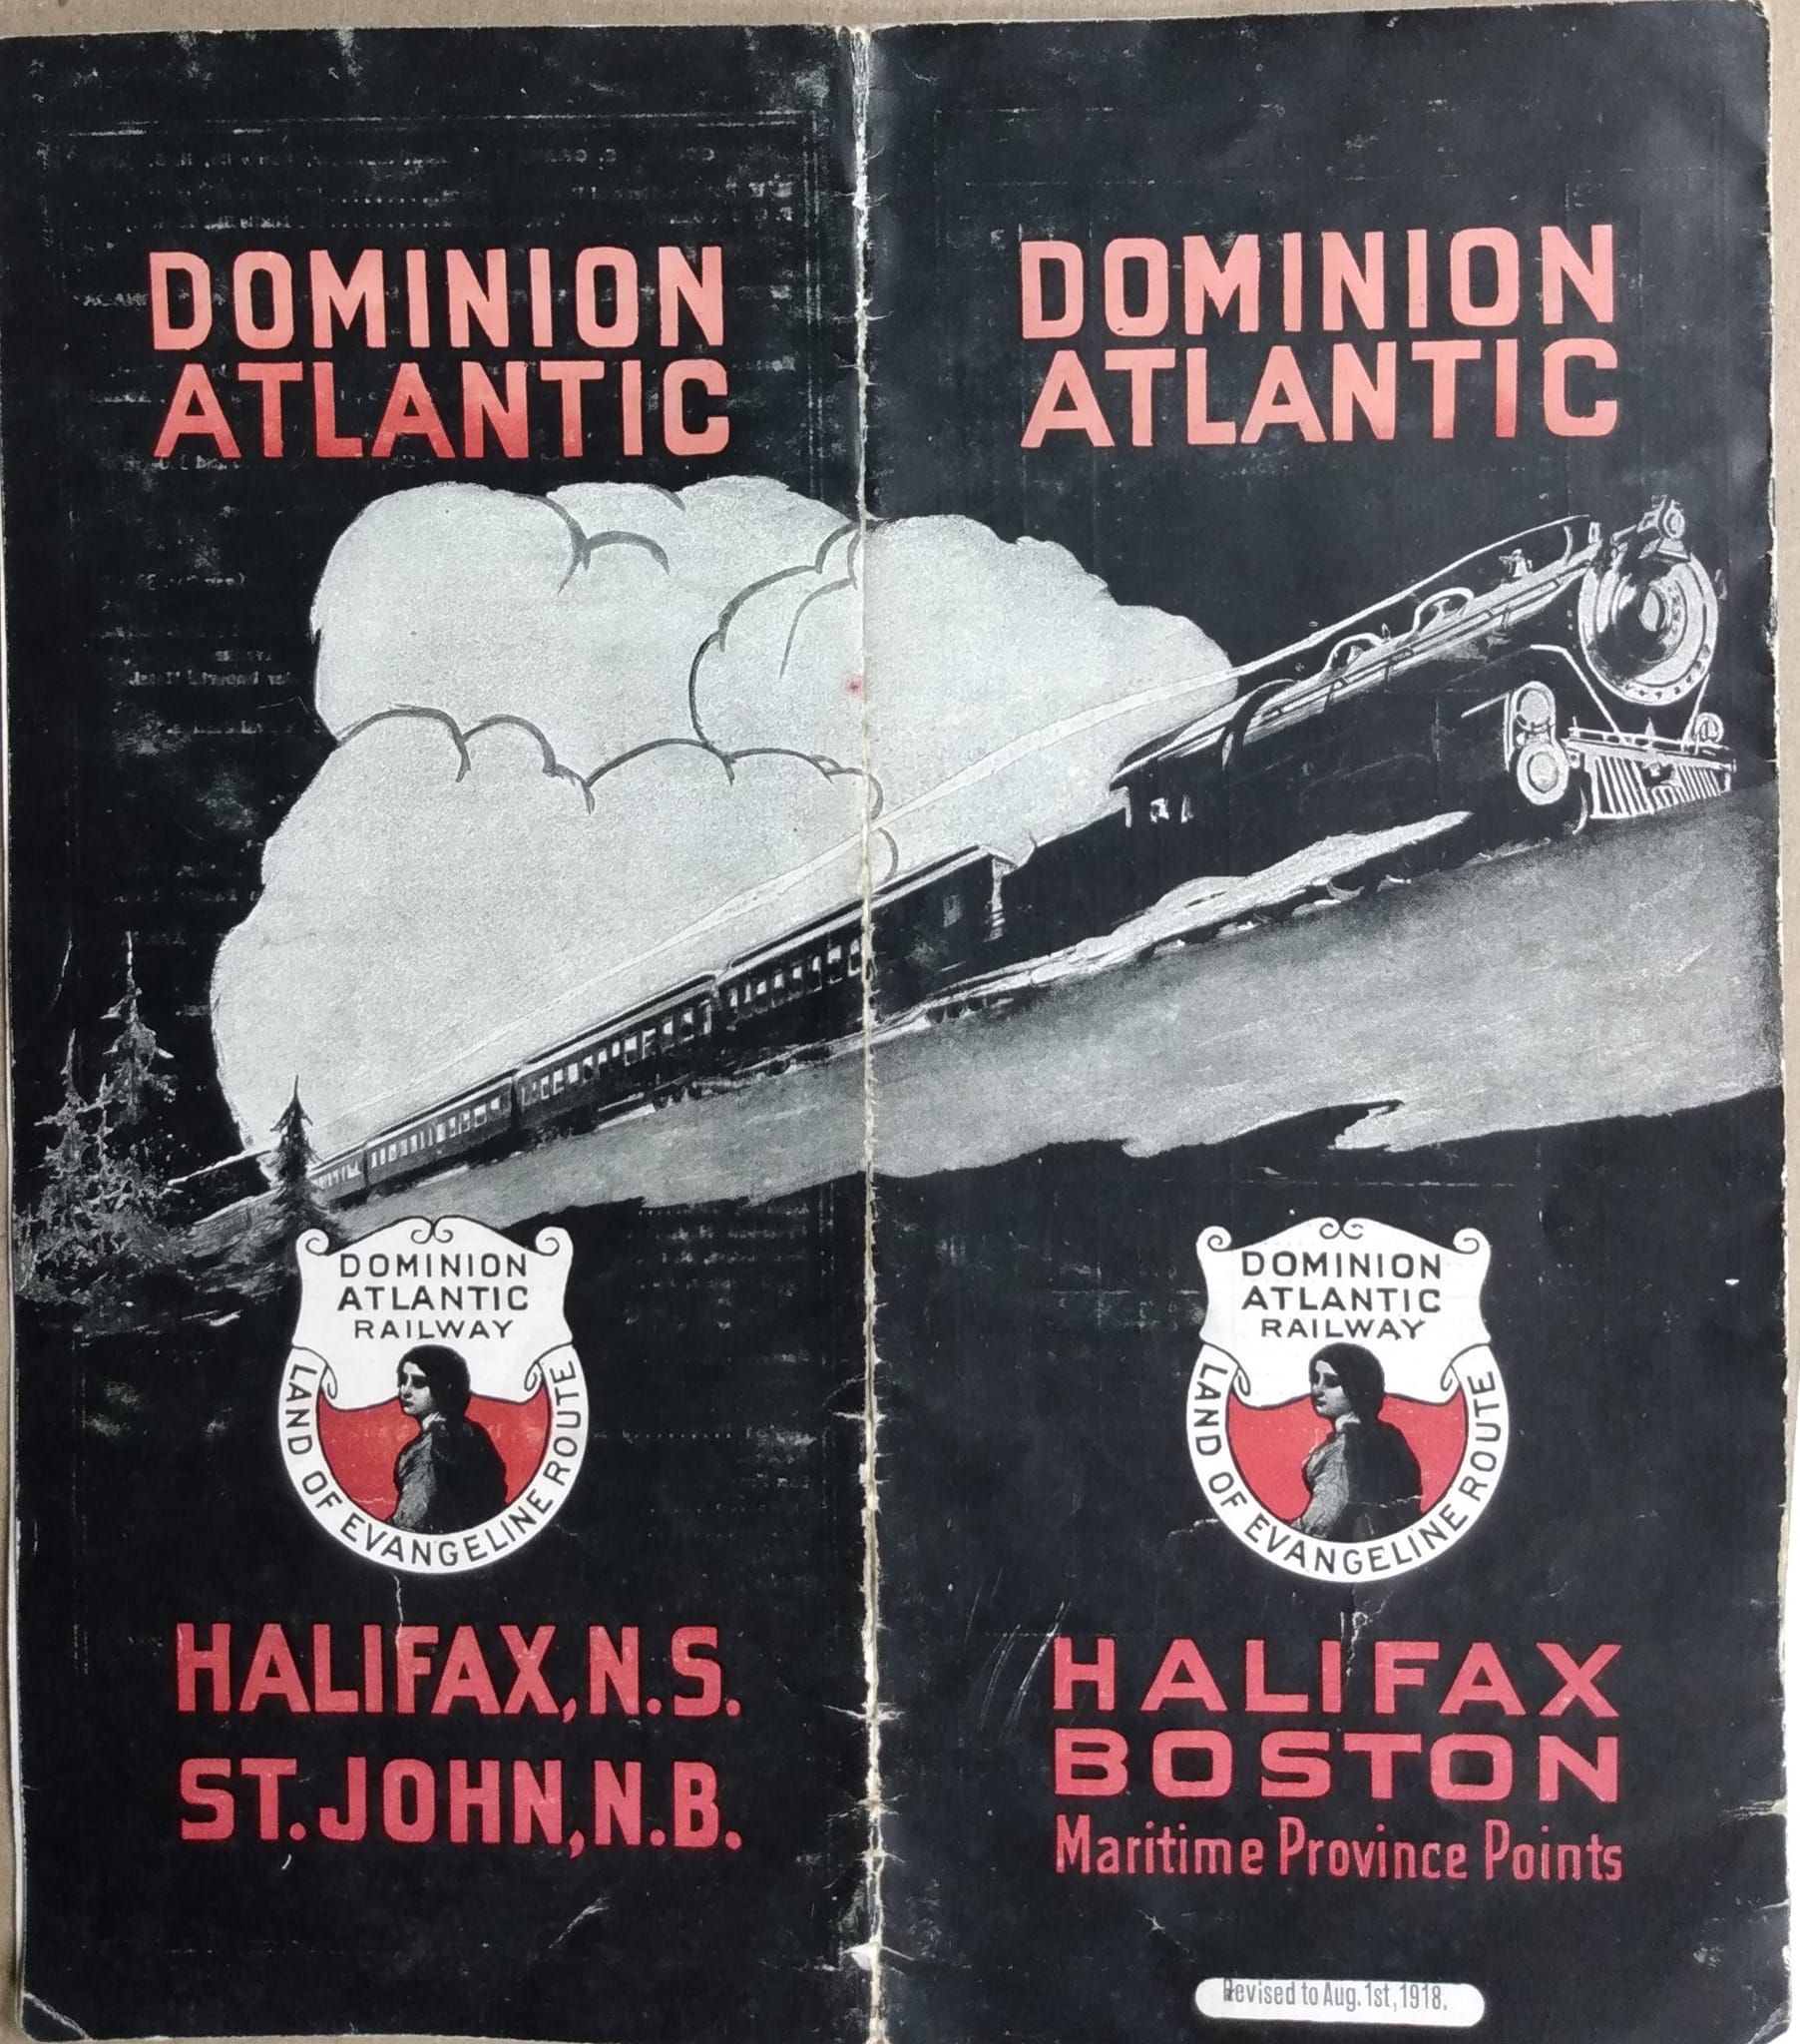 DOMINION
ATLANTIC
DOMINION
ATLANTIC
RAILWAY
LAND OF EVANGELINE ROUTE
HALIFAX, N.S.
ST. JOHN, N.B.
DOMINION
ATLANTIC
DOMINION
ATLANTIC
RAILWAY
LAND OF EVANGELINE ROUTE
HALIFAX
BOSTON
Maritime Province Points
Revised to Aug. 1st, 1918.